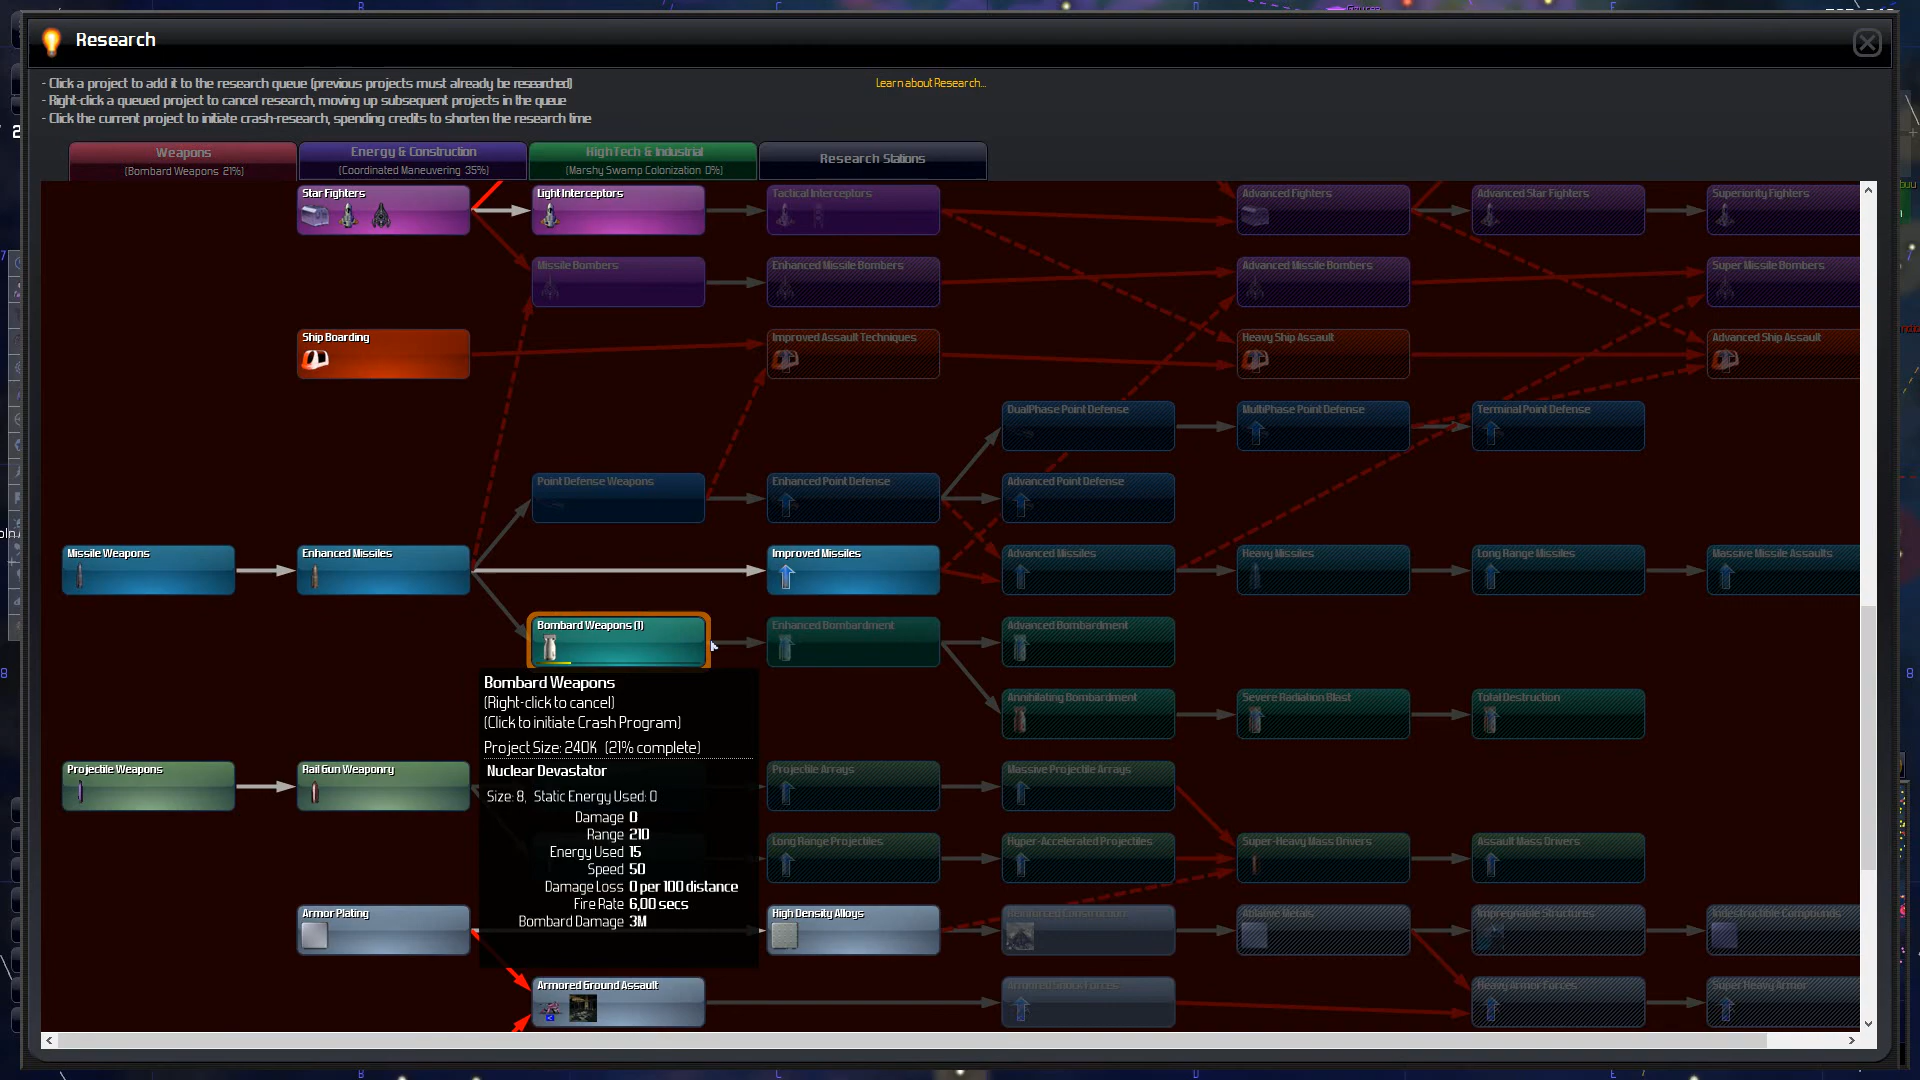 Research
- Click a project to add it to the research queue (previous projects must already be researched)
Learn about Research...
- Right-click a queued project to cancel research, moving up subsequent projects in the queue
- Click the current project to initiate crash-research, spending credits to shorten the research time
Weapons
(Bombard Weapons 21%)
Energy & Construction
(Coordinated Maneuvering 35%)
HighTech & Industrial
(Marshy Swamp Colonization 0%)
Research Stations
Star Fighters
Light Interceptors
Tactical Interceptors
Advanced Fighters
Advanced Star Fighters
Superiority Fighters
Missile Bombers
Enhanced Missile Bombers
Advanced Missile Bombers
Super Missile Bombers
Ship Boarding
Improved Assault Techniques
Heavy Ship Assault
Advanced Ship Assault
DualPhase Point Defense
MultiPhase Point Defense
Terminal Point Defense
Point Defense Weapons
Enhanced Point Defense
Advanced Point Defense
Missile Weapons
Enhanced Missiles
Improved Missiles
Advanced Missiles
Heavy Missiles
Long Range Missiles
Massive Missile Assaults
Bombard Weapons (1)
Enhanced Bombardment
Advanced Bombardment
Annihilating Bombardment
Severe Radiation Blast
Total Destruction
Bombard Weapons
(Right-click to cancel)
(Click to initiate Crash Program)
Project Size: 240K (21% complete)
Nuclear Devastator
Size: 8, Static Energy Used: 0
Damage 0
Range 210
Energy Used 15
Speed 50
Damage Loss 0 per 100 distance
Fire Rate 6,00 secs
Bombard Damage 3M
Projectile Weapons
Rail Gun Weaponry
Projectile Arrays
Massive Projectile Arrays
Long Range Projectiles
Hyper-Accelerated Projectiles
Super-Heavy Mass Drivers
Assault Mass Drivers
Armor Plating
High Density Alloys
Reinforced Construction
Ablative Metals
Impregnable Structures
Indestructible Compounds
Armored Ground Assault
Armored Shock Forces
Heavy Armor Forces
Super Heavy Armor